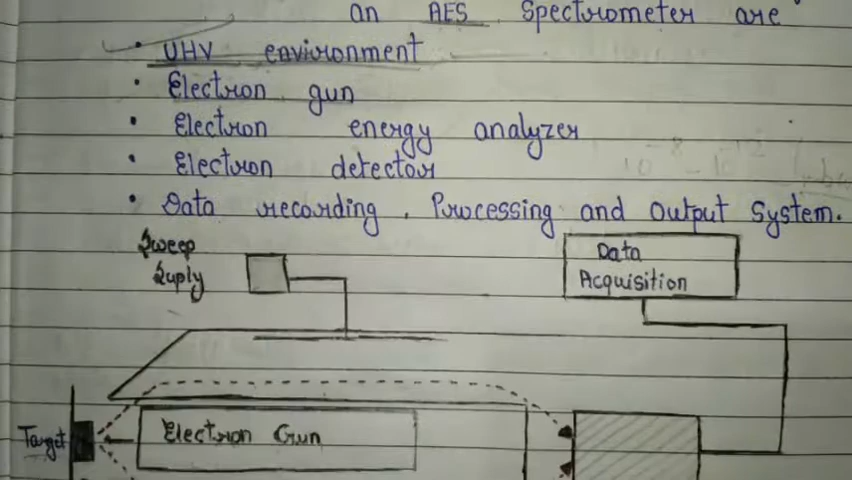 an AES Spectrometer are
• UHV environment
• Electron gun
• Electron energy analyzer
• Electron detector
• Data recording, Processing and Output System.
Sweep
Suply
Data
Acquisition
Target
Electron Gun